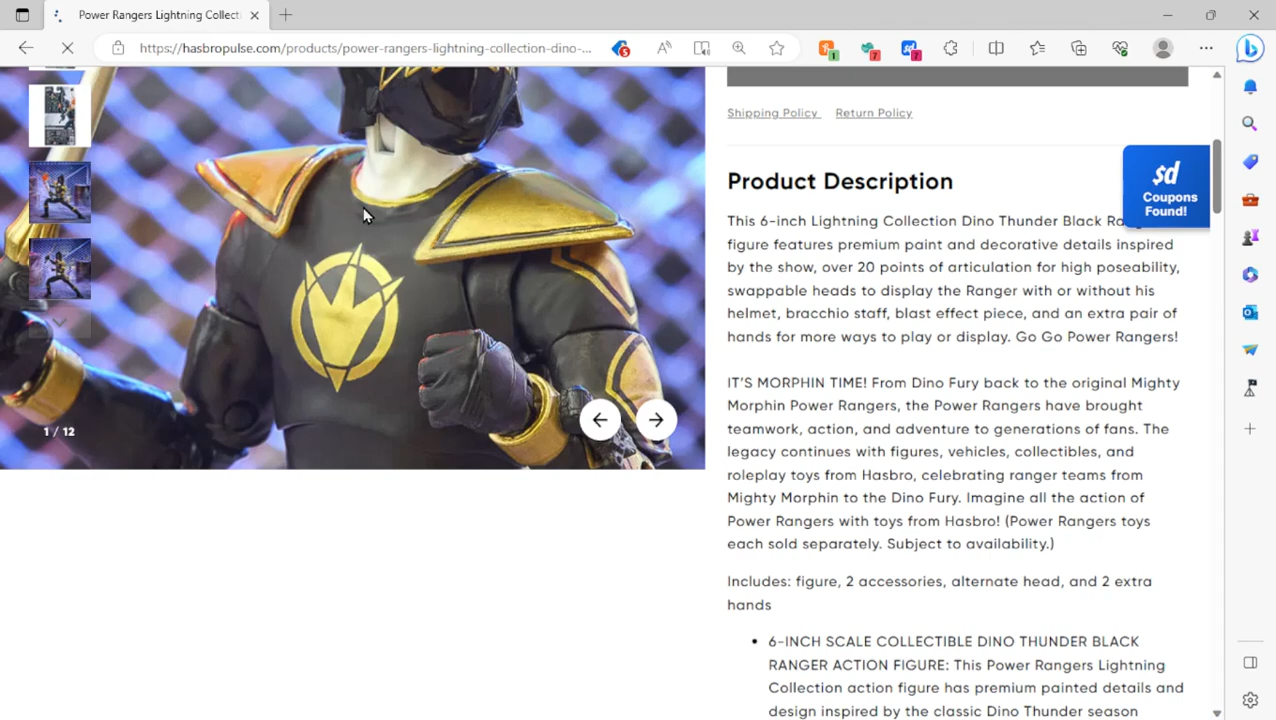 Power Rangers Lightning Collecti
https://hasbropulse.com/products/power-rangers-lightning-collection-dino-...
5
1
7
7
Shipping Policy
Return Policy
$d
Coupons
Found!
Product Description
This 6-inch Lightning Collection Dino Thunder Black
figure features premium paint and decorative details inspired
by the show, over 20 points of articulation for high poseability,
swappable heads to display the Ranger with or without his
helmet, bracchio staff, blast effect piece, and an extra pair of
hands for more ways to play or display. Go Go Power Rangers!
IT'S MORPHIN TIME! From Dino Fury back to the original Mighty
Morphin Power Rangers, the Power Rangers have brought
teamwork, action, and adventure to generations of fans. The
legacy continues with figures, vehicles, collectibles, and
roleplay toys from Hasbro, celebrating ranger teams from
Mighty Morphin to the Dino Fury. Imagine all the action of
Power Rangers with toys from Hasbro! (Power Rangers toys
each sold separately. Subject to availability.)
Includes: figure, 2 accessories, alternate head, and 2 extra
hands
• 6-INCH SCALE COLLECTIBLE DINO THUNDER BLACK
RANGER ACTION FIGURE: This Power Rangers Lightning
Collection action figure has premium painted details and
design inspired by the classic Dino Thunder season
1 / 12